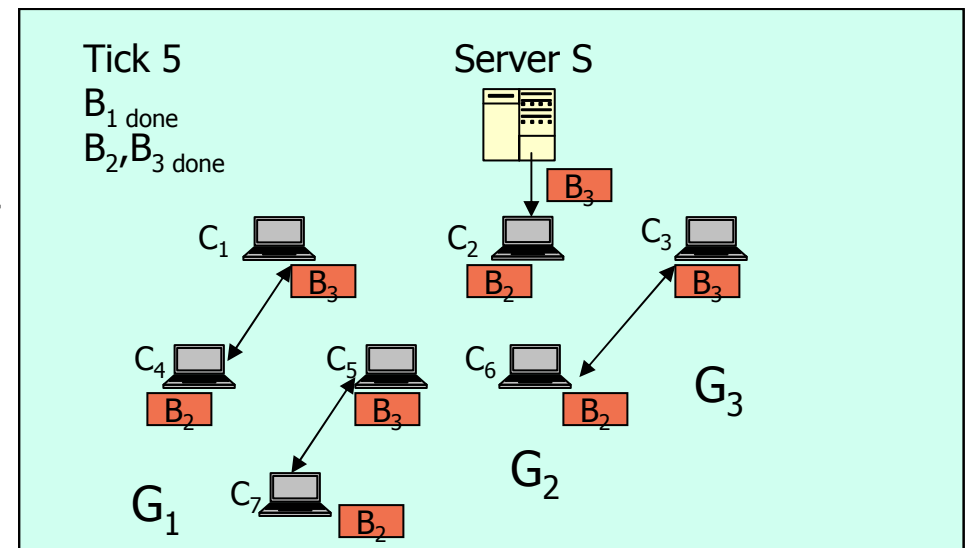 Tick 5
Server S
B1 done
B2,B3 done
B3
C1
C2
C3
B3
B2
B3
C4
C5
C6
B2
B3
B2
G3
C7
B2
G1
G2